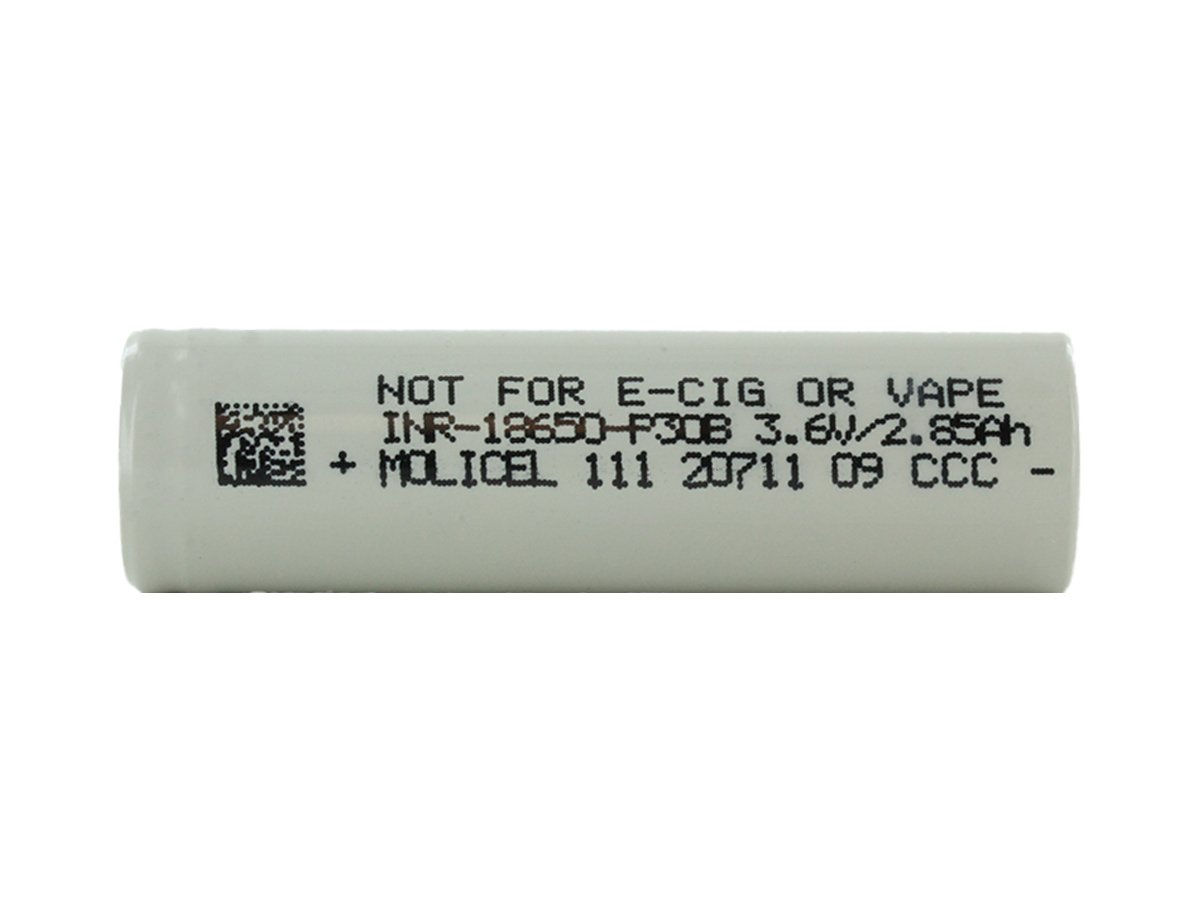 NOT FOR E-CIG OR VAPE
INR-18650-P30B 3.6V/2.85Ah
+ MOLICEL 111 20711 09 CCC -